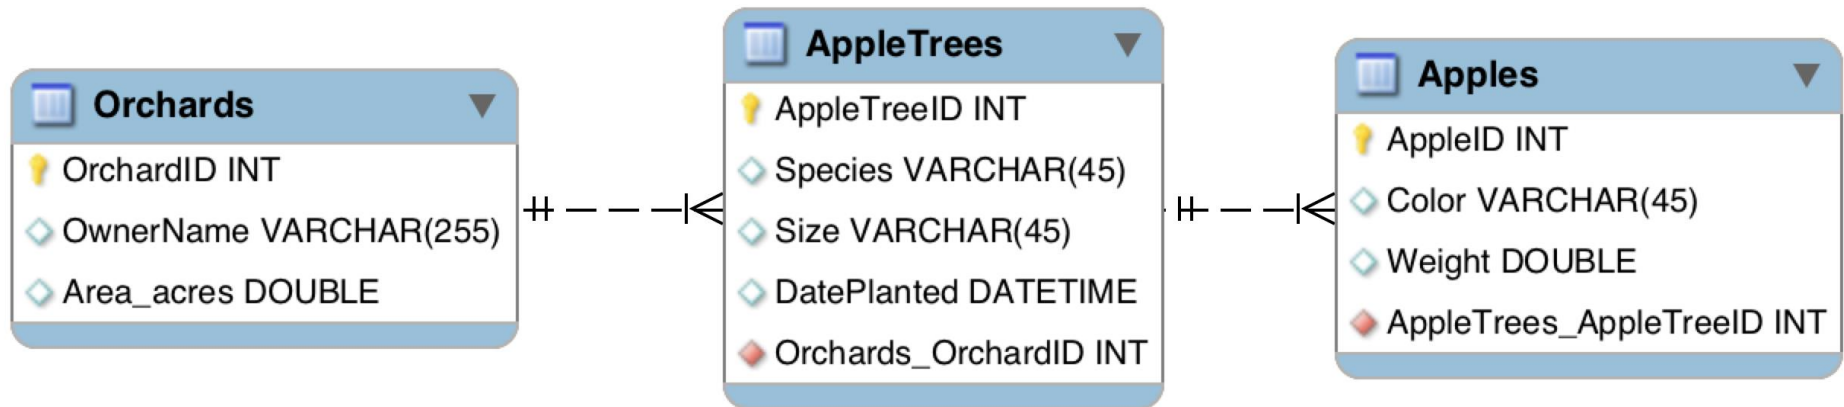 Orchards
OrchardID INT
OwnerName VARCHAR(255)
Area_acres DOUBLE
AppleTrees
AppleTreeID INT
Species VARCHAR(45)
Size VARCHAR(45)
DatePlanted DATETIME
Orchards_OrchardID INT
Apples
AppleID INT
Color VARCHAR(45)
Weight DOUBLE
AppleTrees_AppleTreeID INT